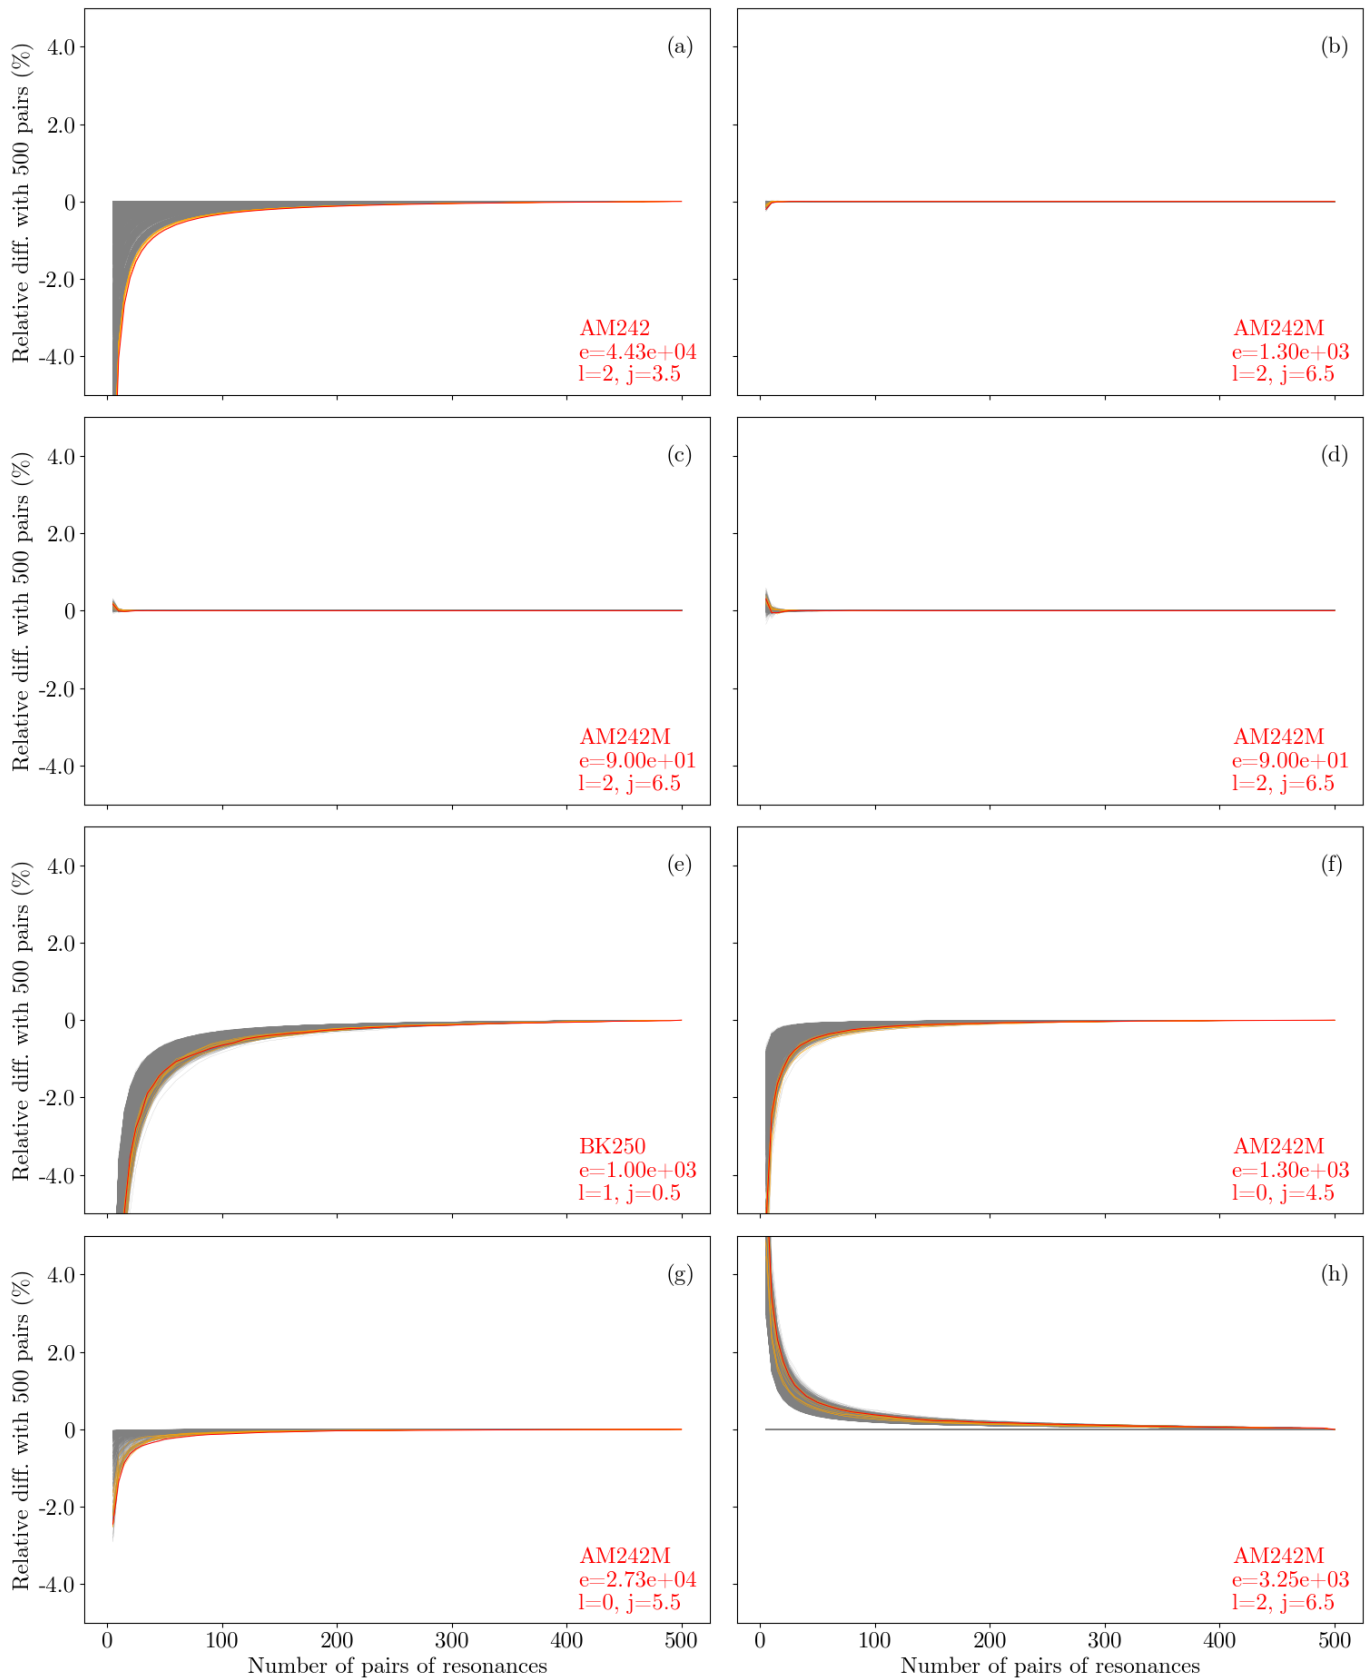 Relative diff. with 500 pairs (%)
4.0
2.0
0
-2.0
-4.0
(a)
AM242
e=4.43e+04
l=2, j=3.5
(b)
AM242M
e=1.30e+03
l=2, j=6.5
Relative diff. with 500 pairs (%)
4.0
2.0
0
-2.0
-4.0
(c)
AM242M
e=9.00e+01
l=2, j=6.5
(d)
AM242M
e=9.00e+01
l=2, j=6.5
Relative diff. with 500 pairs (%)
4.0
2.0
0
-2.0
-4.0
(e)
BK250
e=1.00e+03
l=1, j=0.5
(f)
AM242M
e=1.30e+03
l=0, j=4.5
Relative diff. with 500 pairs (%)
4.0
2.0
0
-2.0
-4.0
(g)
AM242M
e=2.73e+04
l=0, j=5.5
(h)
AM242M
e=3.25e+03
l=2, j=6.5
0 100 200 300 400 500
Number of pairs of resonances
0 100 200 300 400 500
Number of pairs of resonances